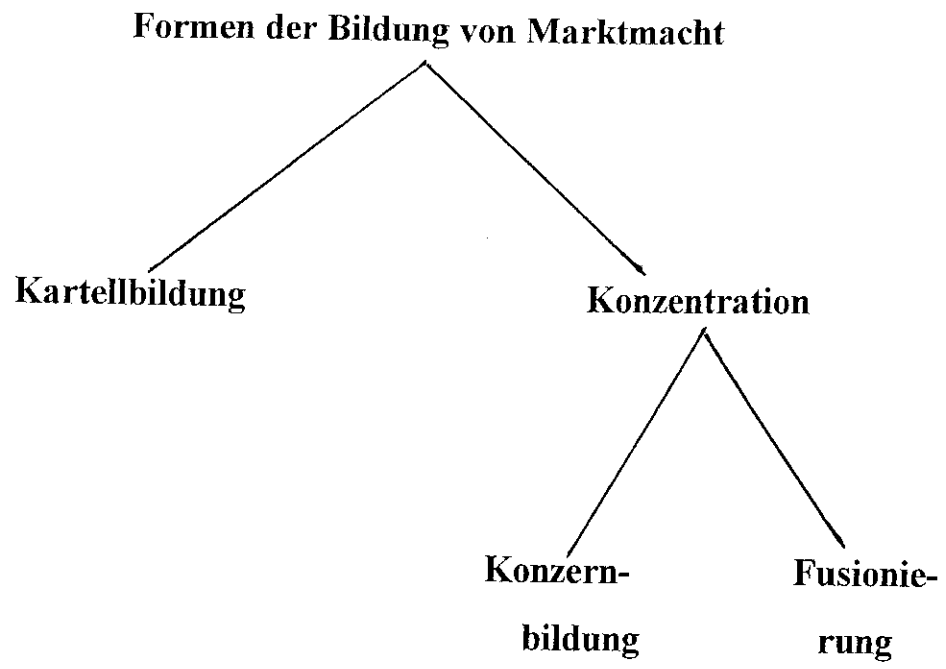 Formen der Bildung von Marktmacht
Kartellbildung
Konzentration
Konzern-
bildung
Fusionie-
rung